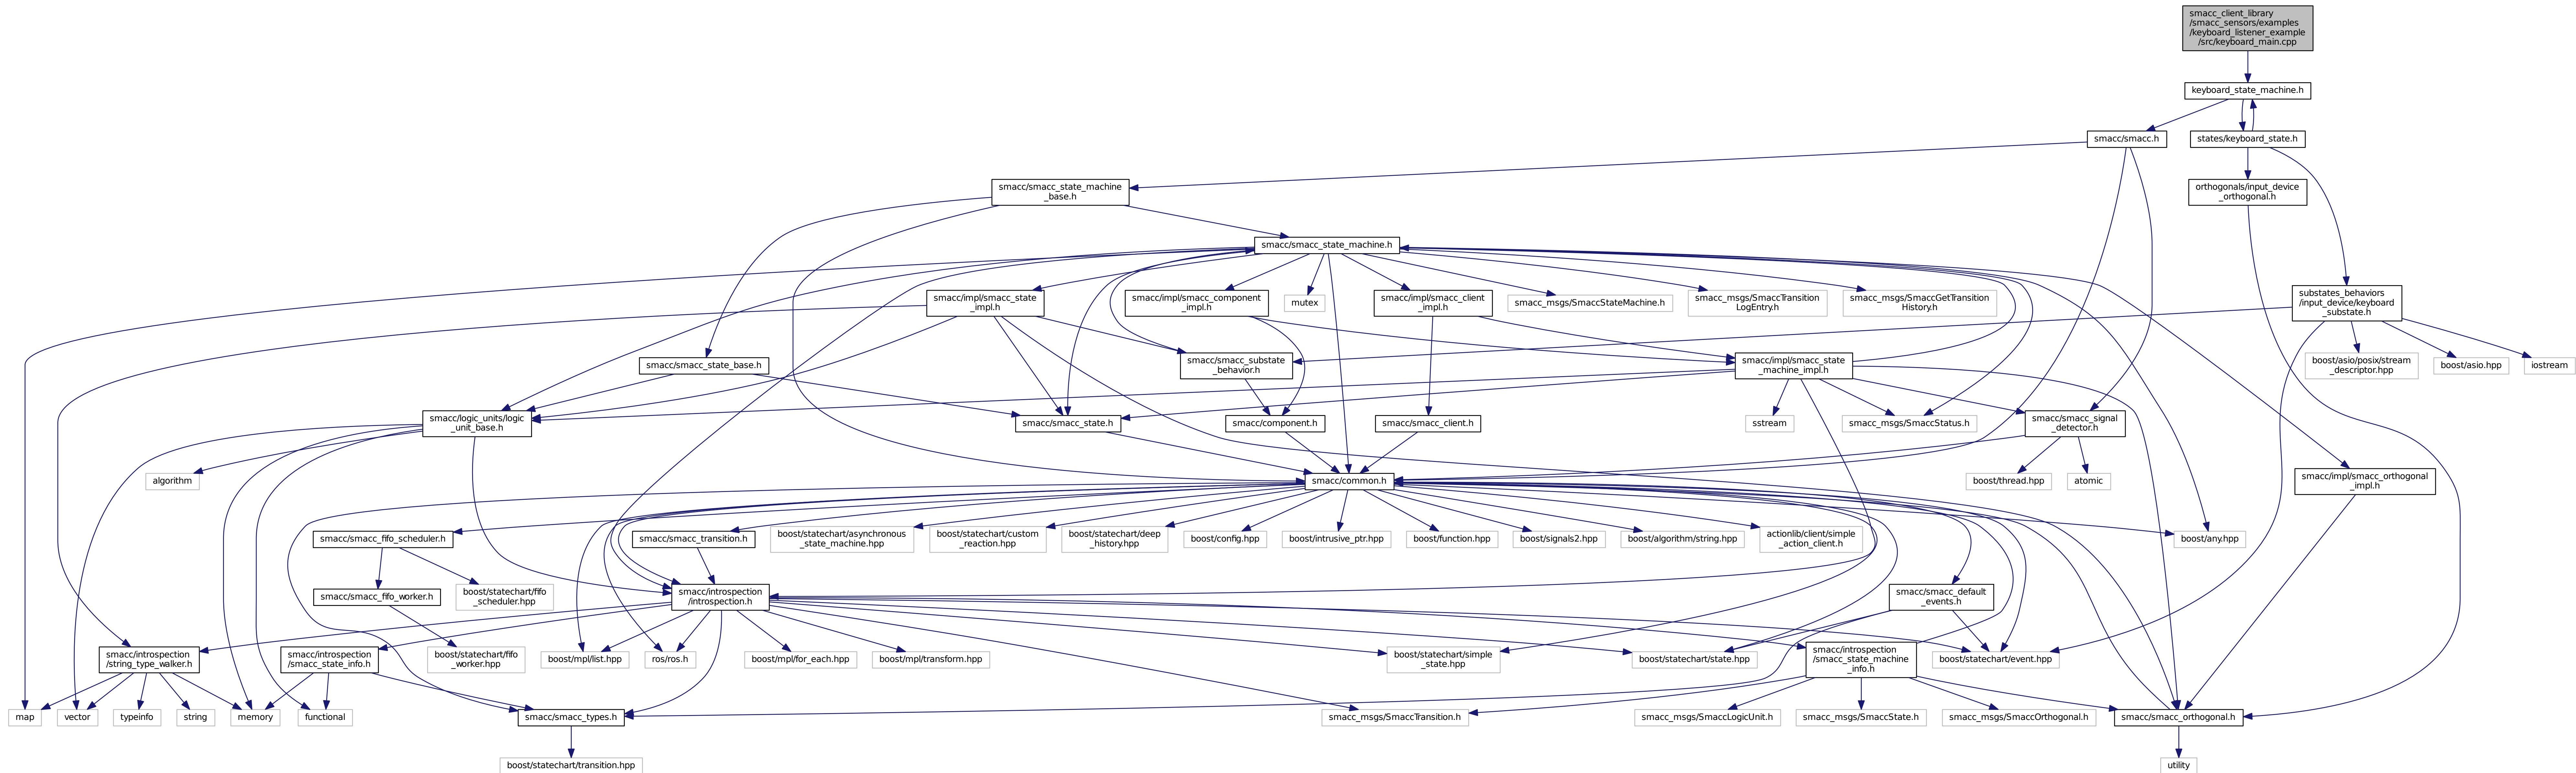 smacc_client_library
/smacc_sensors/examples
/keyboard_listener_example
/src/keyboard_main.cpp
keyboard_state_machine.h
smacc/smacc.h
states/keyboard_state.h
smacc/smacc_state_machine
_base.h
orthogonals/input_device
_orthogonal.h
smacc/smacc_state_machine.h
smacc/impl/smacc_state
_impl.h
smacc/impl/smacc_component
_impl.h
mutex
smacc/impl/smacc_client
_impl.h
smacc_msgs/SmaccStateMachine.h
smacc_msgs/SmaccTransition
LogEntry.h
smacc_msgs/SmaccGetTransition
History.h
substates_behaviors
/input_device/keyboard
_substate.h
smacc/smacc_state_base.h
smacc/smacc_substate
_behavior.h
smacc/impl/smacc_state
_machine_impl.h
boost/asio/posix/stream
_descriptor.hpp
boost/asio.hpp
iostream
smacc/logic_units/logic
_unit_base.h
smacc/smacc_state.h
smacc/component.h
smacc/smacc_client.h
sstream
smacc_msgs/SmaccStatus.h
smacc/smacc_signal
_detector.h
algorithm
smacc/common.h
boost/thread.hpp
atomic
smacc/impl/smacc_orthogonal
_impl.h
smacc/smacc_fifo_scheduler.h
smacc/smacc_transition.h
boost/statechart/asynchronous
_state_machine.hpp
boost/statechart/custom
_reaction.hpp
boost/statechart/deep
_history.hpp
boost/config.hpp
boost/intrusive_ptr.hpp
boost/function.hpp
boost/signals2.hpp
boost/algorithm/string.hpp
actionlib/client/simple
_action_client.h
boost/any.hpp
smacc/smacc_fifo_worker.h
boost/statechart/fifo
_scheduler.hpp
smacc/introspection
/introspection.h
smacc/smacc_default
_events.h
smacc/introspection
/string_type_walker.h
smacc/introspection
/smacc_state_info.h
boost/statechart/fifo
_worker.hpp
boost/mpl/list.hpp
ros/ros.h
boost/mpl/for_each.hpp
boost/mpl/transform.hpp
boost/statechart/simple
_state.hpp
boost/statechart/state.hpp
smacc/introspection
/smacc_state_machine
_info.h
boost/statechart/event.hpp
map
vector
typeinfo
string
memory
functional
smacc/smacc_types.h
smacc_msgs/SmaccTransition.h
smacc_msgs/SmaccLogicUnit.h
smacc_msgs/SmaccState.h
smacc_msgs/SmaccOrthogonal.h
smacc/smacc_orthogonal.h
boost/statechart/transition.hpp
utility